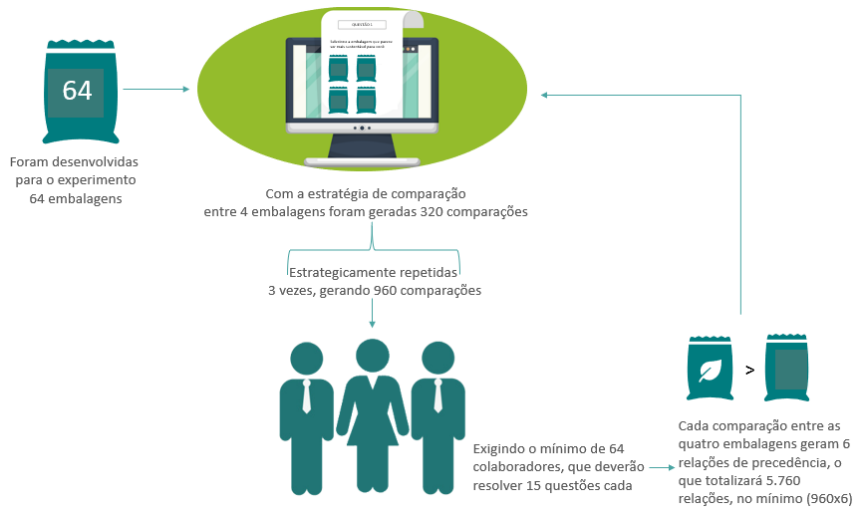 QUESTÃO 1
64
Foram desenvolvidas
para o experimento
64 embalagens
Com a estratégia de comparação
entre 4 embalagens foram geradas 320 comparações
Estrategicamente repetidas
3 vezes, gerando 960 comparações
Exigindo o mínimo de 64
colaboradores, que deverão
resolver 15 questões cada
>
Cada comparação entre as
quatro embalagens geram 6
relações de precedência, o
que totalizará 5.760
relações, no mínimo (960x6)